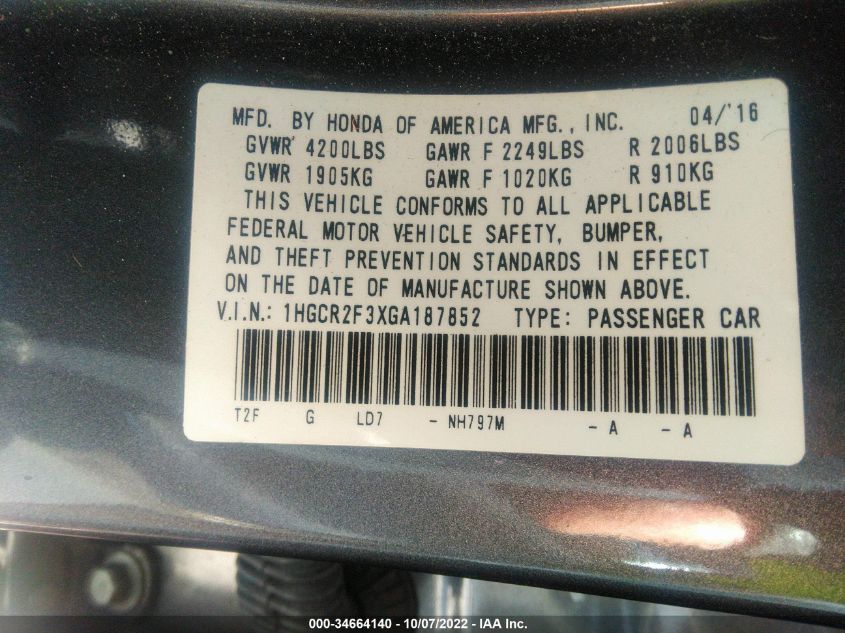 MFD. BY HONDA OF AMERICA MFG., INC. 04/'16
GVWR 4200LBS GAWR F 2249LBS R 2006LBS
GVWR 1905KG GAWR F 1020KG R 910KG
THIS VEHICLE CONFORMS TO ALL APPLICABLE
FEDERAL MOTOR VEHICLE SAFETY, BUMPER,
AND THEFT PREVENTION STANDARDS IN EFFECT
ON THE DATE OF MANUFACTURE SHOWN ABOVE.
V.I.N.: 1HGCR2F3XGA187852 TYPE: PASSENGER CAR
T2F G LD7 - NH797M - A - A
000-34664140 - 10/07/2022 - IAA Inc.